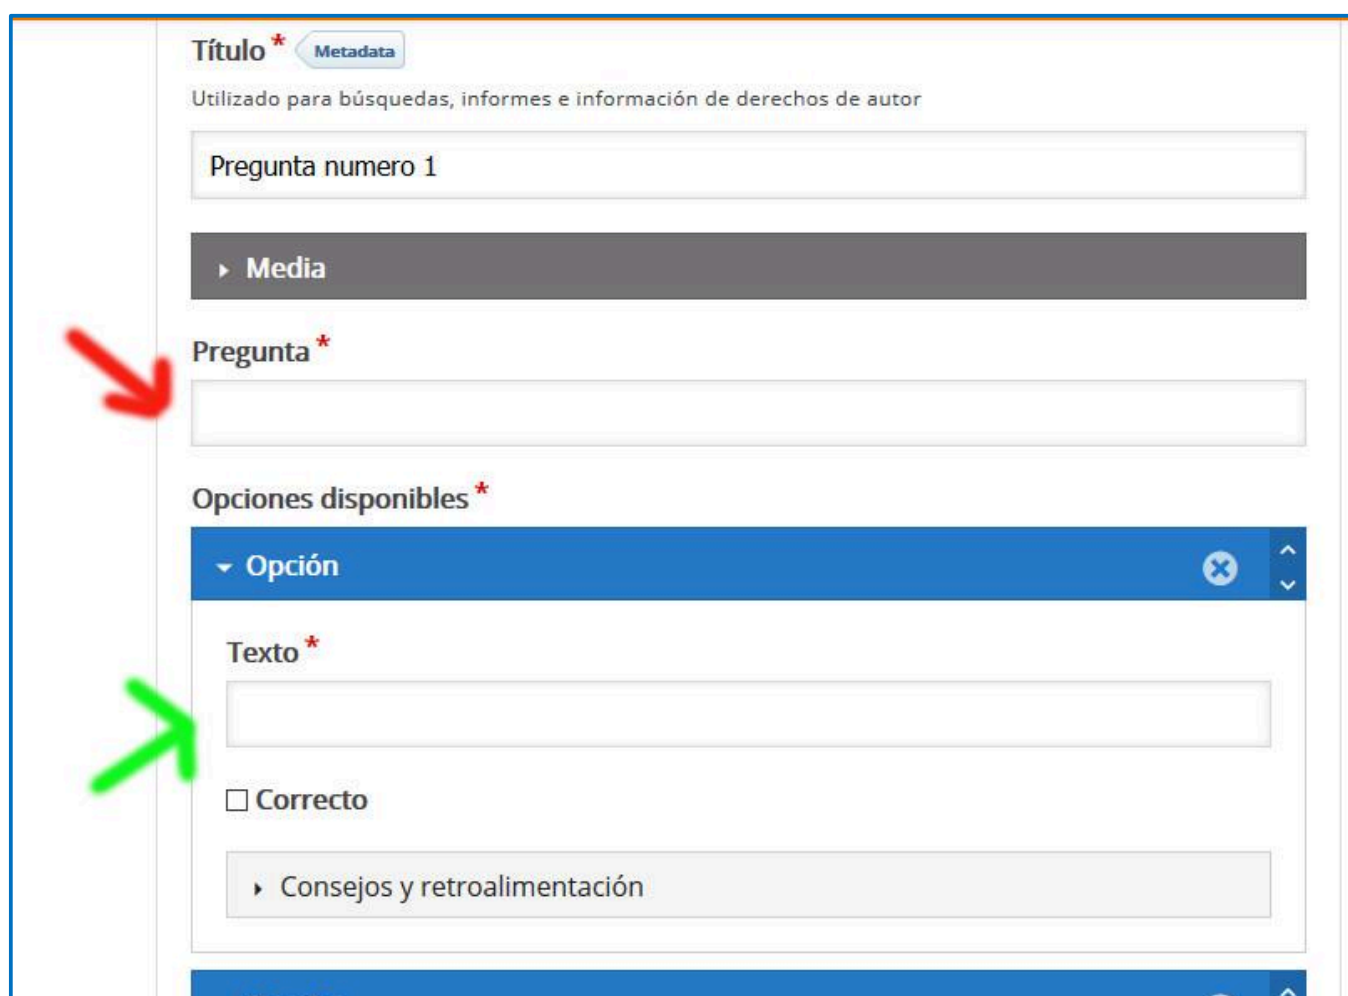 Título * Metadata
Utilizado para búsquedas, informes e información de derechos de autor
Pregunta numero 1
Media
Pregunta *
Opciones disponibles *
Opción
Texto *
Correcto
Consejos y retroalimentación